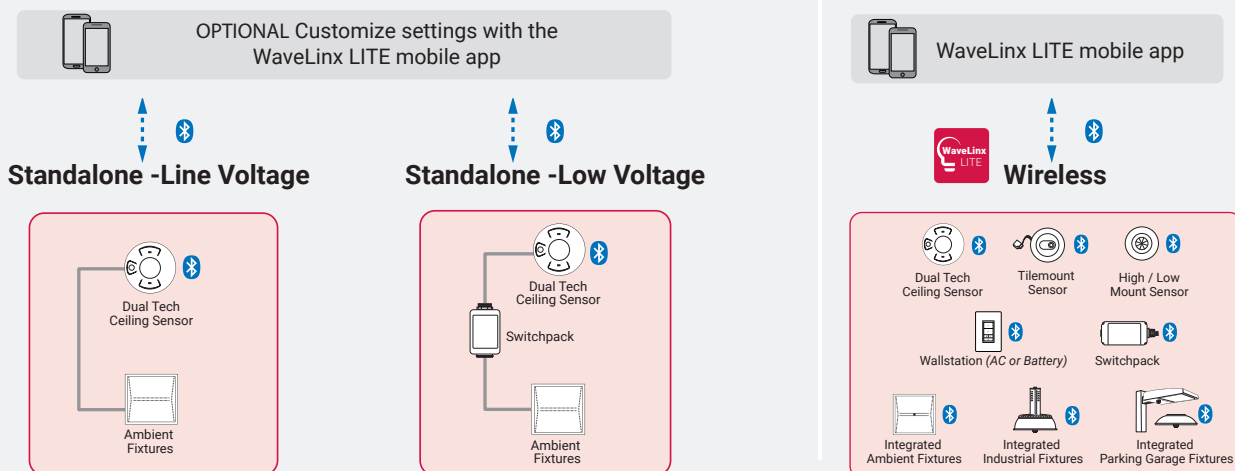 OPTIONAL Customize settings with the
WaveLinx LITE mobile app
Standalone -Line Voltage
Dual Tech
Ceiling Sensor
Ambient
Fixtures
Standalone -Low Voltage
Dual Tech
Ceiling Sensor
Switchpack
Ambient
Fixtures
WaveLinx LITE mobile app
WaveLinx
LITE
Wireless
Dual Tech
Ceiling Sensor
Tilemount
Sensor
High / Low
Mount Sensor
Wallstation (AC or Battery)
Switchpack
Integrated
Ambient Fixtures
Integrated
Industrial Fixtures
Integrated
Parking Garage Fixtures